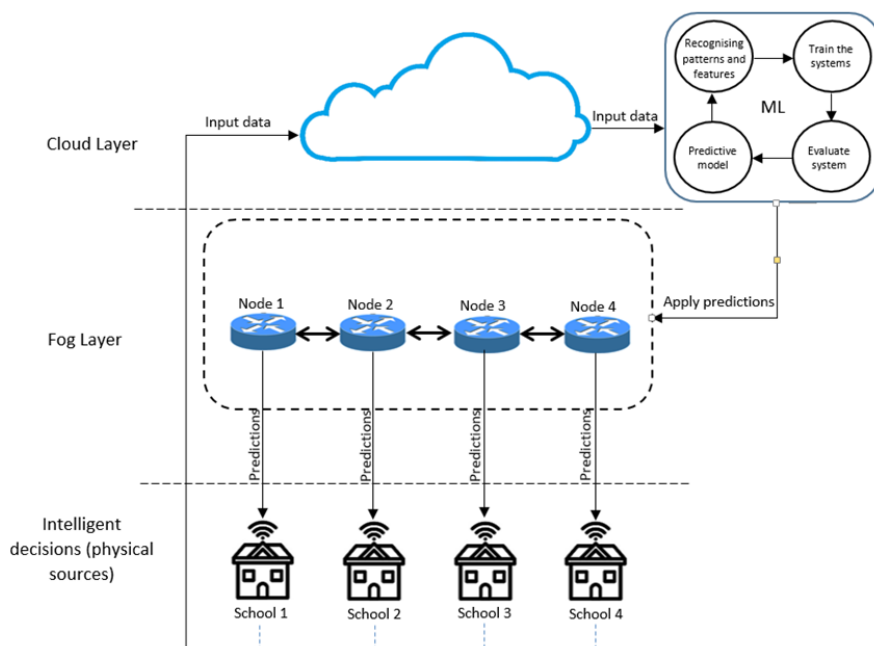 Recognising
patterns and
features
Train the
systems
ML
Predictive
model
Evaluate
system
Input data
Input data
Cloud Layer
Apply predictions
Node 1
Node 2
Node 3
Node 4
Fog Layer
Predictions
Predictions
Predictions
Predictions
Intelligent
decisions (physical
sources)
School 1
School 2
School 3
School 4